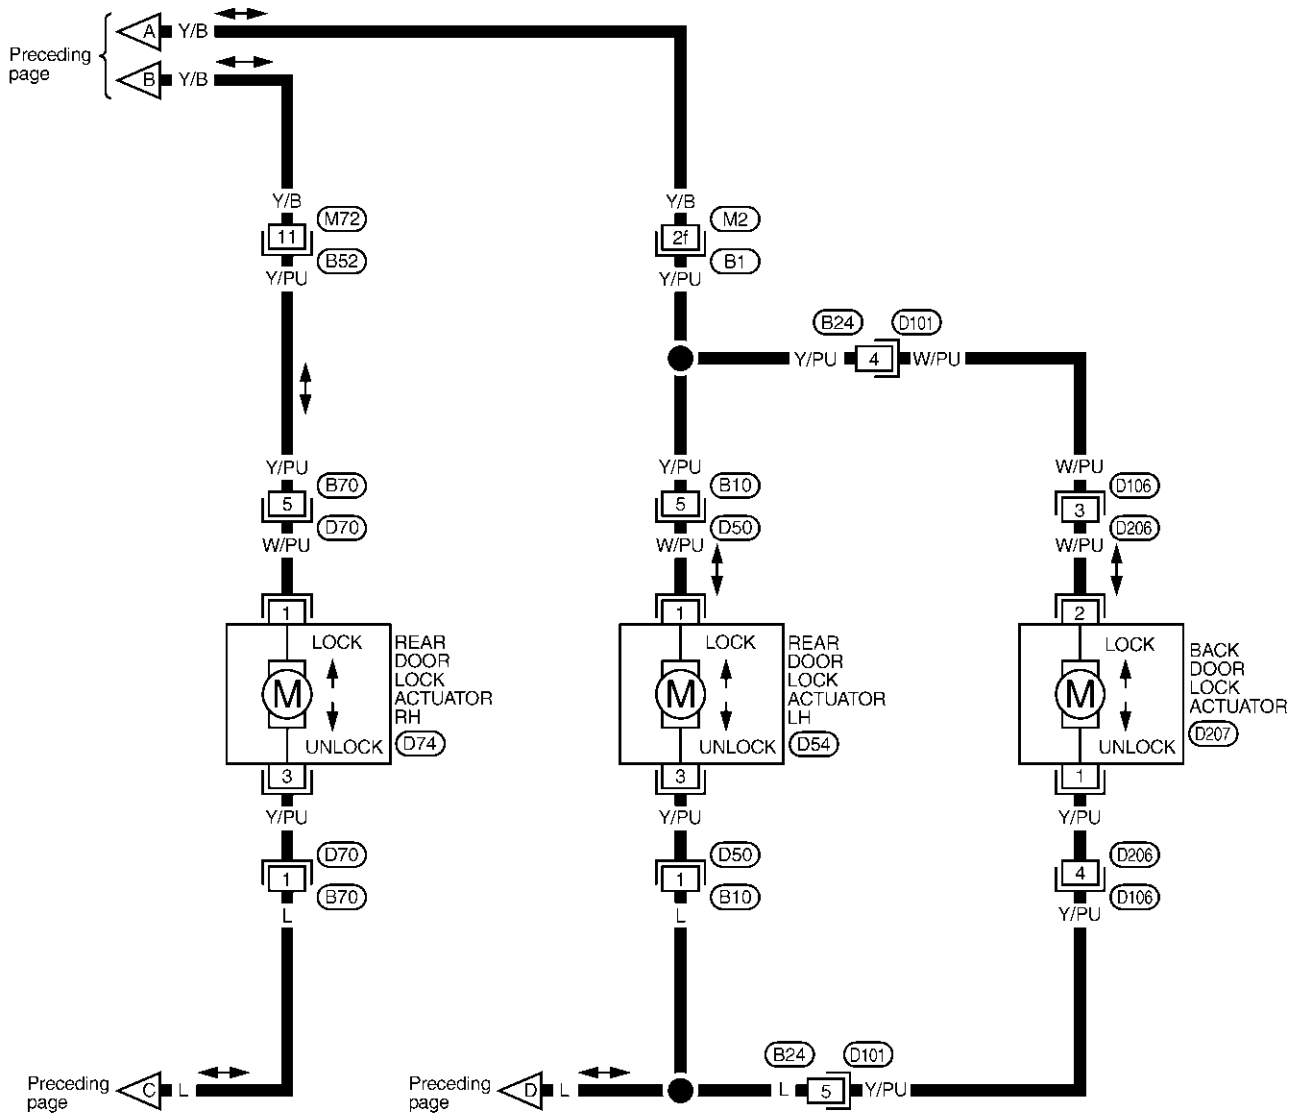 Preceding
page
A Y/B
B Y/B
Y/B
11
M72
B52
Y/PU
Y/B
2f
M2
B1
Y/PU
B24
D101
Y/PU
4
W/PU
Y/PU
5
B70
D70
W/PU
Y/PU
5
B10
D50
W/PU
W/PU
3
D106
D206
W/PU
1
LOCK
M
UNLOCK
REAR
DOOR
LOCK
ACTUATOR
RH
D74
3
1
LOCK
M
UNLOCK
REAR
DOOR
LOCK
ACTUATOR
LH
D54
3
2
LOCK
M
UNLOCK
BACK
DOOR
LOCK
ACTUATOR
D207
1
Y/PU
1
D70
B70
L
Y/PU
1
D50
B10
L
Y/PU
4
D206
D106
Y/PU
Preceding
page
C L
Preceding
page
D L
B24
D101
L
5
Y/PU